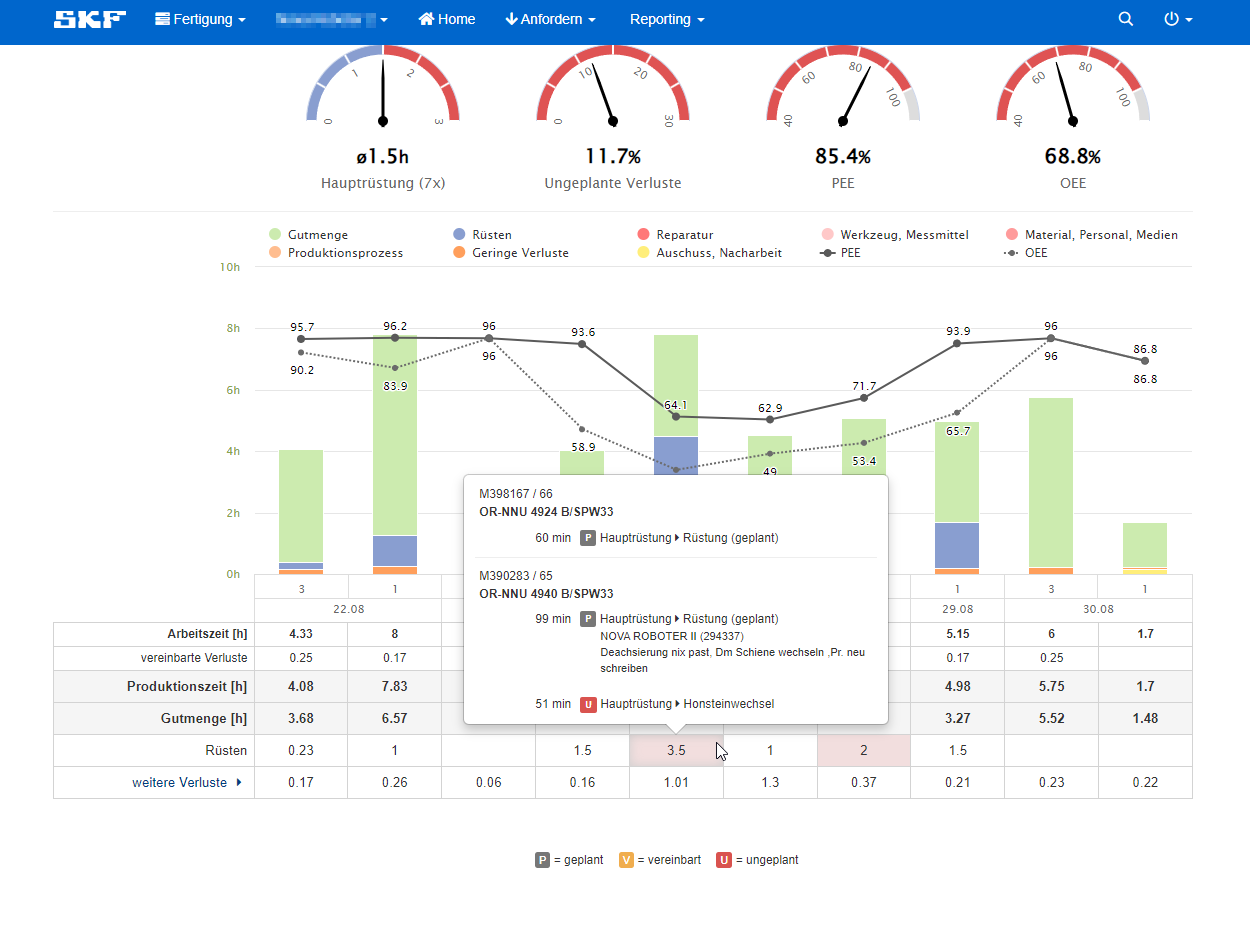 SKF Fertigung Home Anfordern Reporting
0 1 2 3
0 10 20 30
40 60 80 100
40 60 80 100
ø1.5h 11.7% 85.4% 68.8%
Hauptrüstung (7x) Ungeplante Verluste PEE OEE
Gutmenge Rüsten Reparatur Werkzeug, Messmittel Material, Personal, Medien
Produktionsprozess Geringe Verluste Auschuss, Nacharbeit PEE OEE
10h
8h
6h
4h
2h
0h
95.7 96.2 96 93.6 64.1 62.9 71.7 93.9 96 86.8
90.2 83.9 96 58.9 49 53.4 65.7 96 86.8
M398167 / 66
OR-NNU 4924 B/SPW33
60 min P Hauptrüstung Rüstung (geplant)
M390283 / 65
OR-NNU 4940 B/SPW33
99 min P Hauptrüstung Rüstung (geplant)
NOVA ROBOTER II (294337)
Deachsierung nix past, Dm Schiene wechseln ,Pr. neu
schreiben
51 min U Hauptrüstung Honsteinwechsel
3 1 1 3 1
22.08 29.08 30.08
Arbeitszeit [h] 4.33 8 5.15 6 1.7
vereinbarte Verluste 0.25 0.17 0.17 0.25
Produktionszeit [h] 4.08 7.83 4.98 5.75 1.7
Gutmenge [h] 3.68 6.57 3.27 5.52 1.48
Rüsten 0.23 1 1.5 3.5 1 2 1.5
weitere Verluste 0.17 0.26 0.06 0.16 1.01 1.3 0.37 0.21 0.23 0.22
P = geplant V = vereinbart U = ungeplant